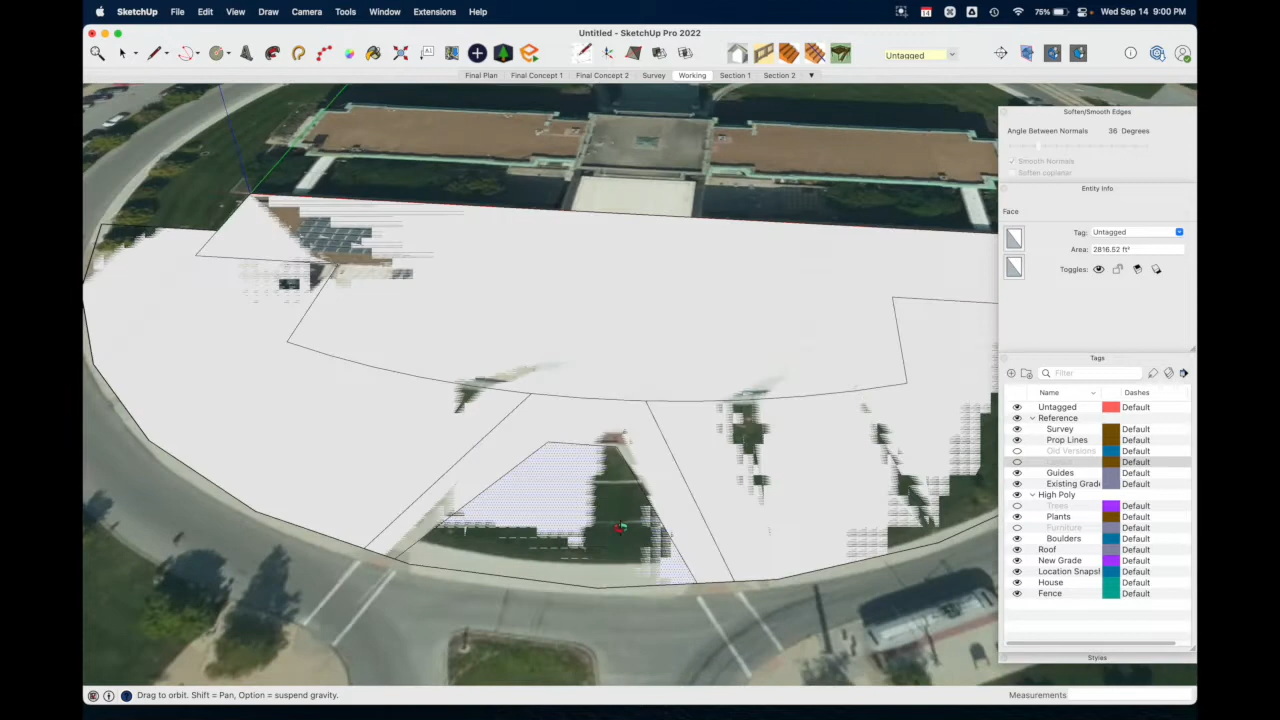 SketchUp File Edit View Draw Camera Tools Window Extensions Help
14 75% Wed Sep 14 9:00 PM
Untitled - SketchUp Pro 2022
Untagged
Final Plan Final Concept 1 Final Concept 2 Survey Working Section 1 Section 2
Soften/Smooth Edges
Angle Between Normals 36 Degrees
Smooth Normals
Soften coplanar
Entity Info
Face
Tag: Untagged
Area: 2816.52 ft²
Toggles:
Tags
Filter
Name Dashes
Untagged Default
Reference
Survey Default
Prop Lines Default
Old Versions Default
Default
Guides Default
Existing Grade Default
High Poly
Trees Default
Plants Default
Furniture Default
Boulders Default
Roof Default
New Grade Default
Location Snaps Default
House Default
Fence Default
Styles
Drag to orbit. Shift = Pan, Option = suspend gravity.
Measurements